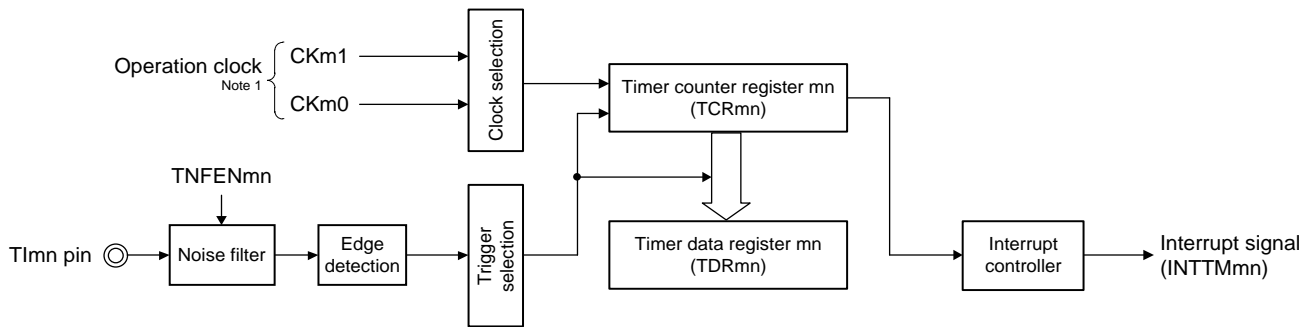 Operation clock
Note 1
CKm1
CKm0
Clock selection
Timer counter register mn
(TCRmn)
TNFENmn
TImn pin
Noise filter
Edge
detection
Trigger
selection
Timer data register mn
(TDRmn)
Interrupt
controller
Interrupt signal
(INTTMmn)